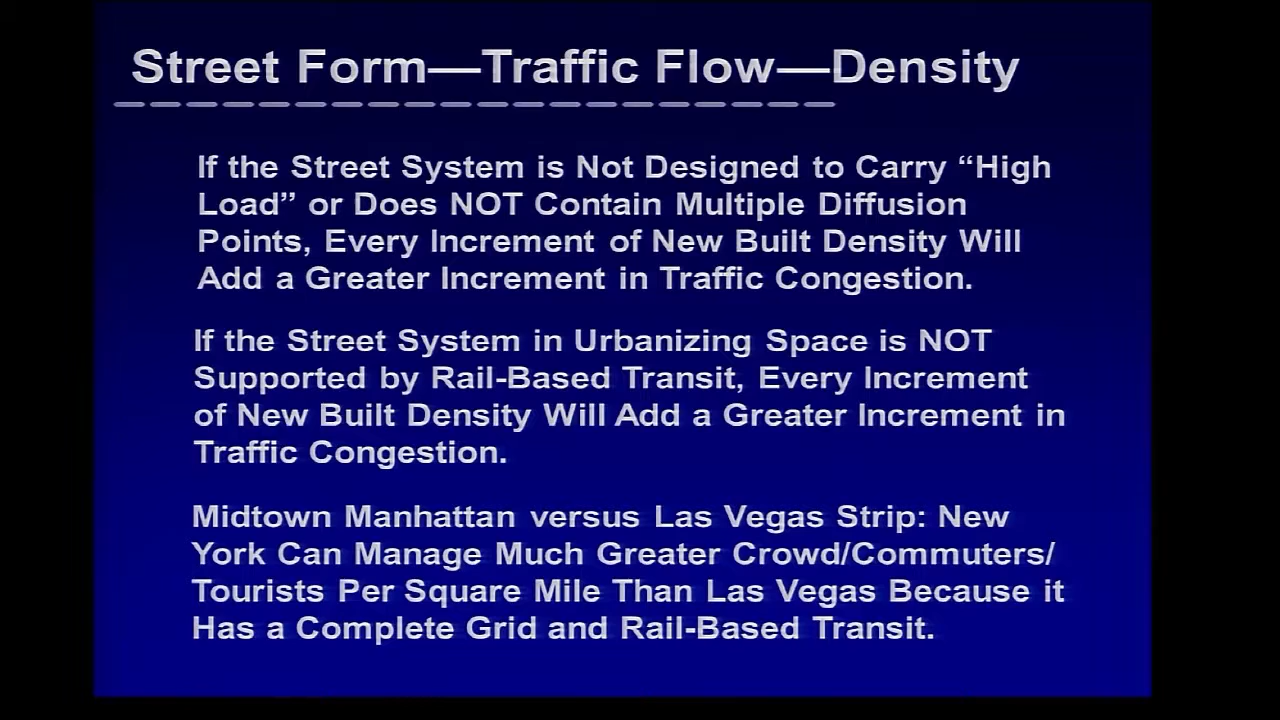 Street Form—Traffic Flow—Density
If the Street System is Not Designed to Carry “High
Load” or Does NOT Contain Multiple Diffusion
Points, Every Increment of New Built Density Will
Add a Greater Increment in Traffic Congestion.
If the Street System in Urbanizing Space is NOT
Supported by Rail-Based Transit, Every Increment
of New Built Density Will Add a Greater Increment in
Traffic Congestion.
Midtown Manhattan versus Las Vegas Strip: New
York Can Manage Much Greater Crowd/Commuters/
Tourists Per Square Mile Than Las Vegas Because it
Has a Complete Grid and Rail-Based Transit.